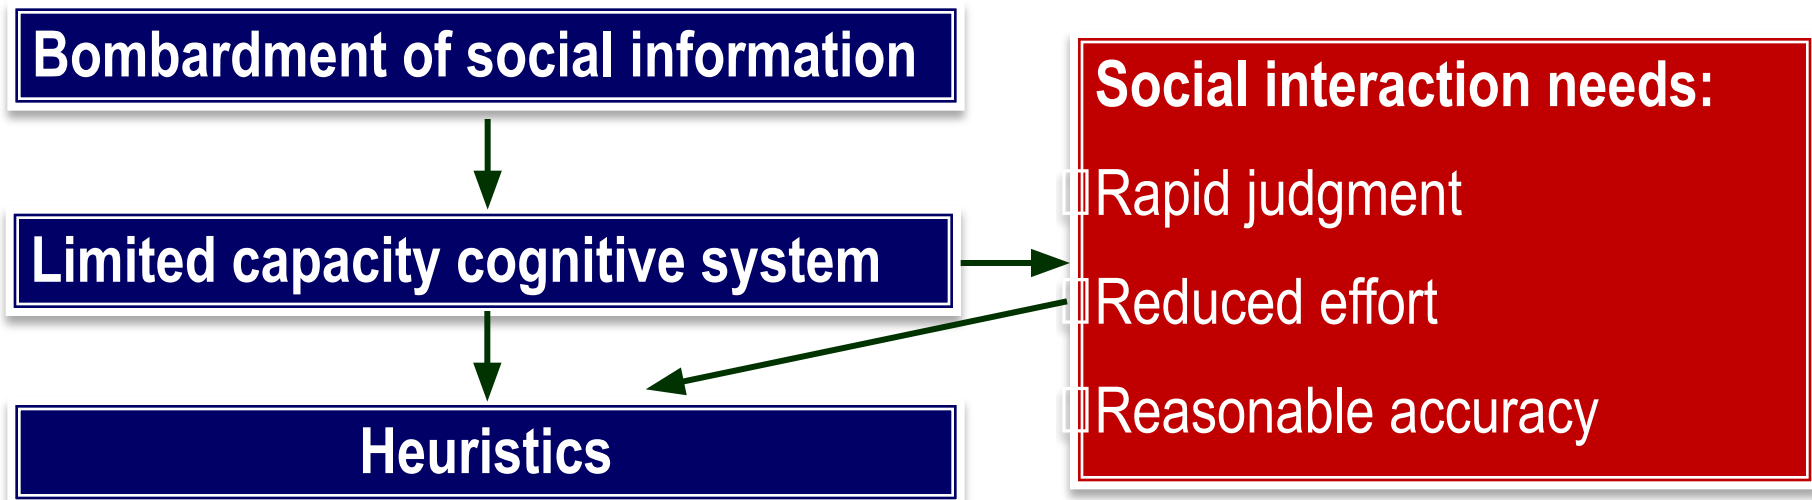 Bombardment of social information
Limited capacity cognitive system
Heuristics
Social interaction needs:
Rapid judgment
Reduced effort
Reasonable accuracy